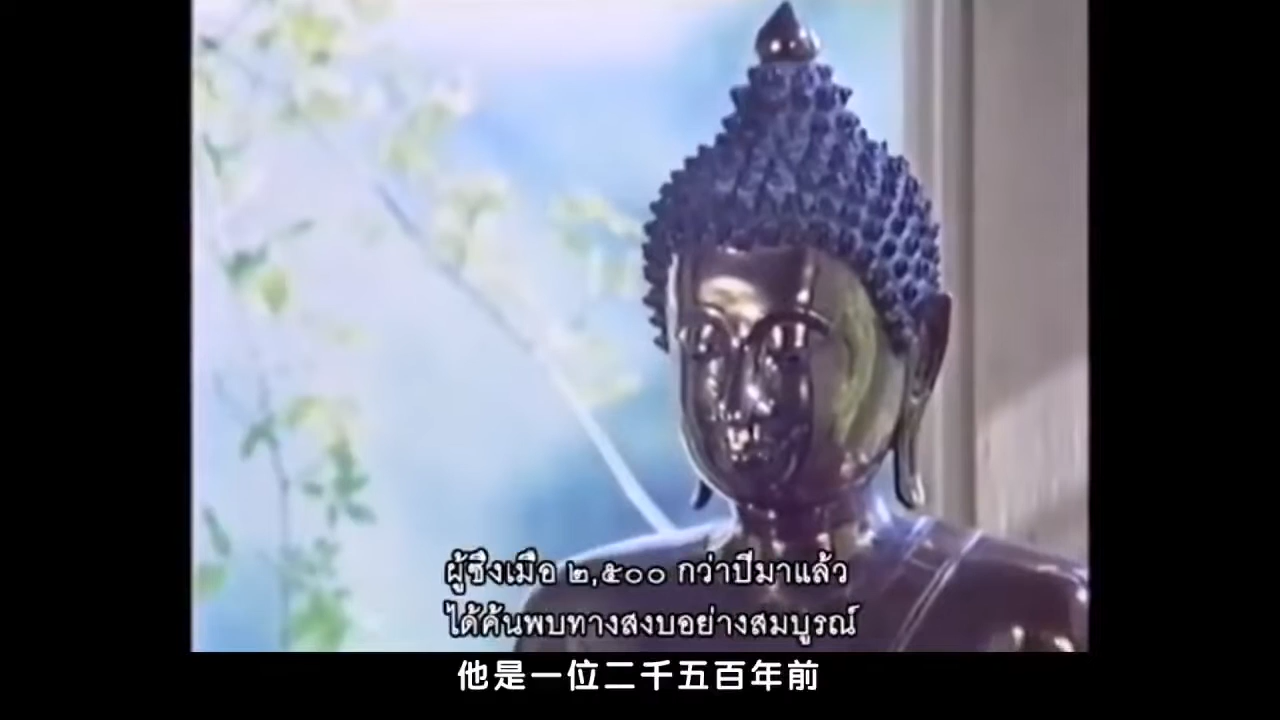 ผู้ซึ่งเมื่อ ๒,๕๐๐ กว่าปีมาแล้ว
ได้ค้นพบทางสงบอย่างสมบูรณ์
他是一位二千五百年前